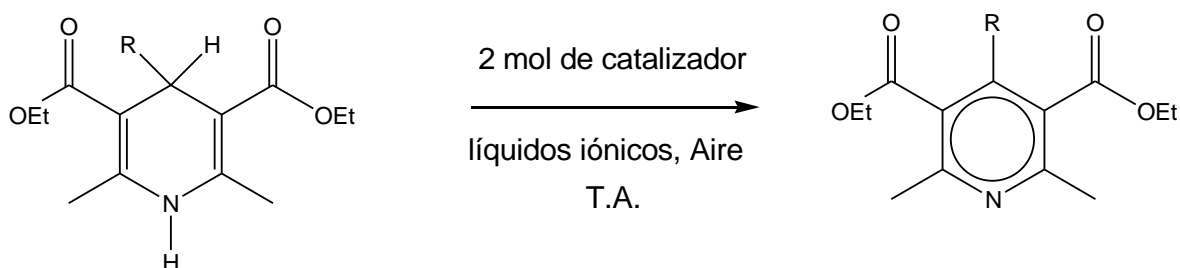 O
R
H
O
OEt
OEt
N
H
2 mol de catalizador
líquidos iónicos, Aire
T.A.
O
R
O
OEt
OEt
N